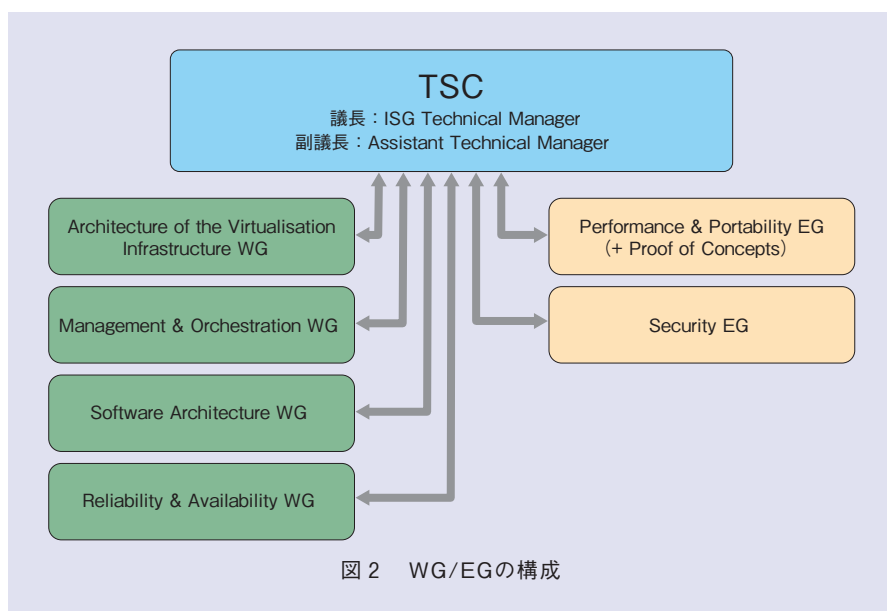 TSC
議長：ISG Technical Manager
副議長：Assistant Technical Manager
Architecture of the Virtualisation
Infrastructure WG
Management & Orchestration WG
Software Architecture WG
Reliability & Availability WG
Performance & Portability EG
（+ Proof of Concepts）
Security EG
図２　WG/EGの構成